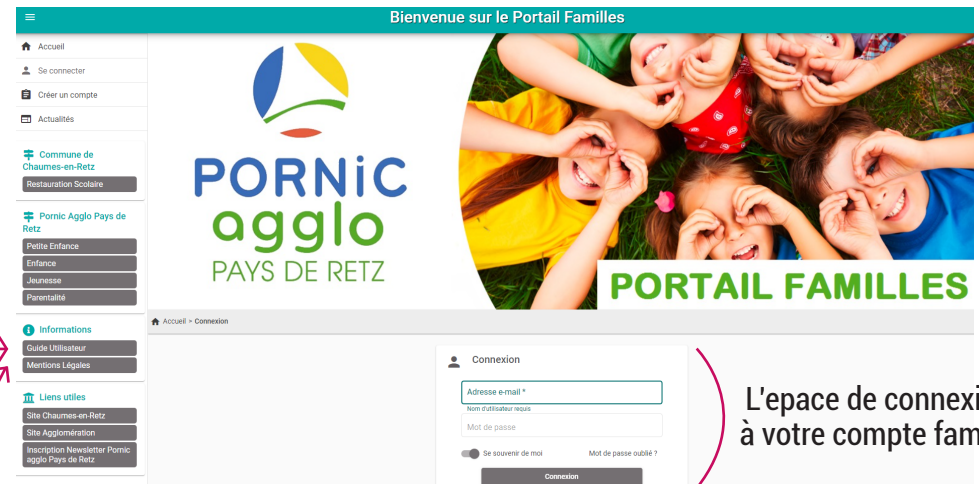 Bienvenue sur le Portail Familles
Accueil
Se connecter
Créer un compte
Actualités
Commune de
Chaumes-en-Retz
Restauration Scolaire
Pornic Agglo Pays de
Retz
Petite Enfance
Enfance
Jeunesse
Parentalité
Informations
Guide Utilisateur
Mentions Légales
Liens utiles
Site Chaumes-en-Retz
Site Agglomération
Inscription Newsletter Pornic
agglo Pays de Retz
PORNiC
agglo
PAYS DE RETZ
PORTAIL FAMILLES
Accueil > Connexion
Connexion
Adresse e-mail *
Nom d'utilisateur requis
Mot de passe
Se souvenir de moi
Mot de passe oublié ?
Connexion
L'epace de connexi
à votre compte fam